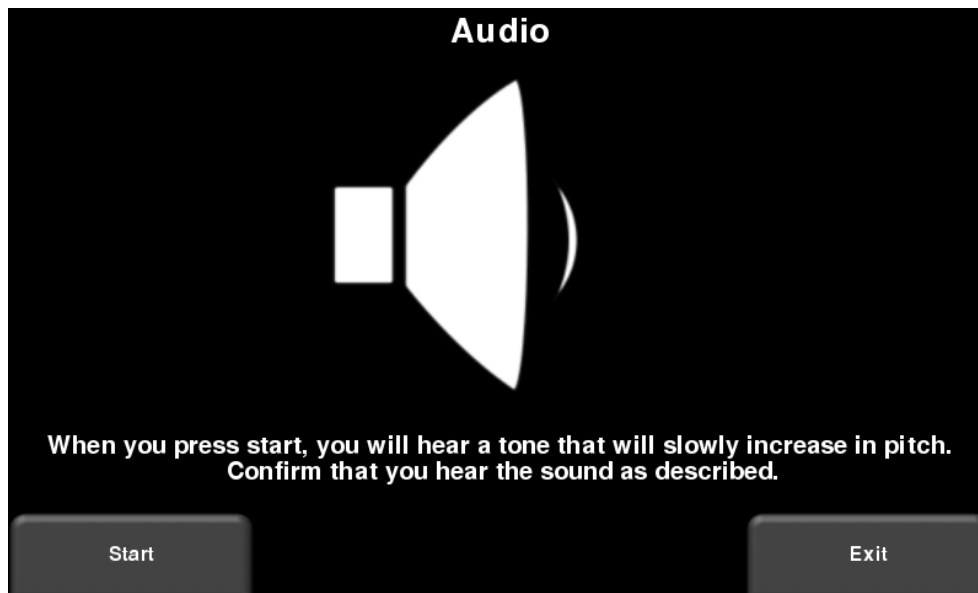 Audio
When you press start, you will hear a tone that will slowly increase in pitch.
Confirm that you hear the sound as described.
Start
Exit